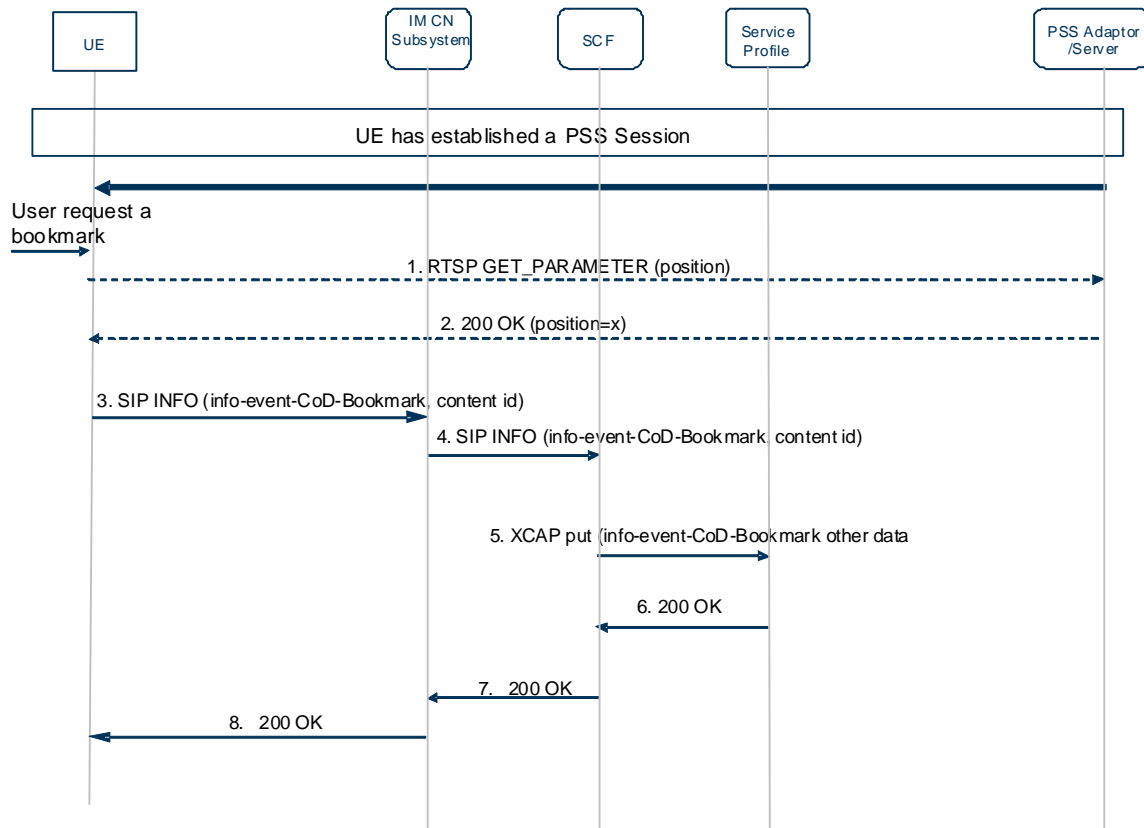 UE
IM CN
Subsystem
SCF
Service
Profile
PSS Adaptor
/Server
UE has established a PSS Session
User request a
bookmark
1. RTSP GET_PARAMETER (position)
2. 200 OK (position=x)
3. SIP INFO (info-event-CoD-Bookmark, content id)
4. SIP INFO (info-event-CoD-Bookmark, content id)
5. XCAP put (info-event-CoD-Bookmark other data
6. 200 OK
7. 200 OK
8. 200 OK